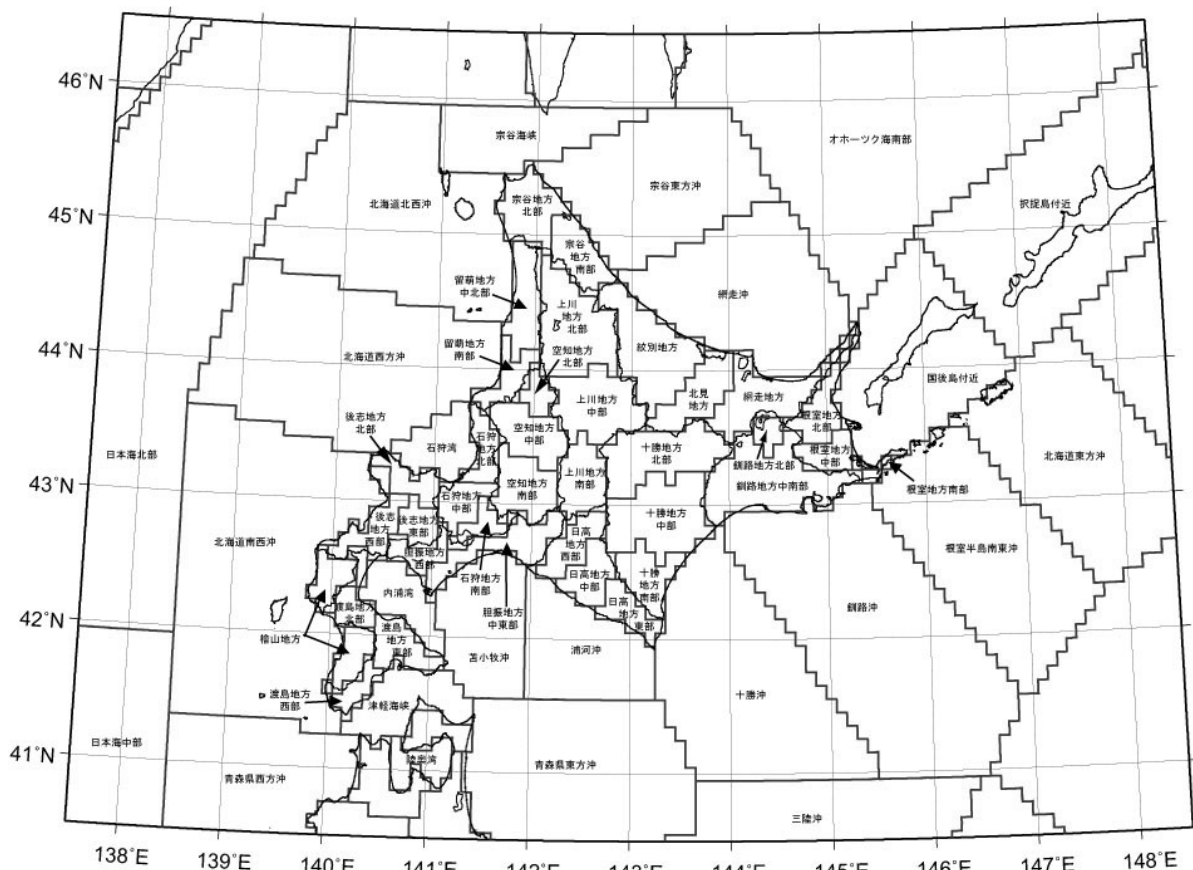 46°N
45°N
44°N
43°N
42°N
41°N
宗谷海峡
オホーツク海南部
宗谷東方沖
択捉島付近
北海道北西沖
宗谷地方
北部
宗谷
地方
南部
留萌地方
中北部
上川
地方
北部
網走沖
留萌地方
南部
空知地方
北部
紋別地方
北海道西方沖
国後島付近
北見
地方
網走地方
上川地方
中部
後志地方
北部
石狩湾
石狩
地方
北部
空知地方
中部
十勝地方
北部
根室地方
北部
根室地方
中部
釧路地方北部
北海道東方沖
日本海北部
上川
地方
南部
空知地方
南部
石狩地方
中部
釧路地方中南部
根室地方南部
後志
地方
西部
後志地方
東部
十勝地方
中部
胆振地方
西部
日高
地方
西部
北海道南西沖
根室半島南東沖
石狩地方
南部
日高地方
中部
十勝
地方
南部
内浦湾
釧路沖
渡島地方
北部
胆振地方
中東部
日高
地方
東部
檜山地方
渡島
地方
東部
苫小牧沖
浦河沖
渡島地方
西部
津軽海峡
十勝沖
日本海中部
青森県西方沖
陸奥湾
青森県東方沖
三陸沖
138°E
139°E
140°E
141°E
142°E
143°E
144°E
145°E
146°E
147°E
148°E